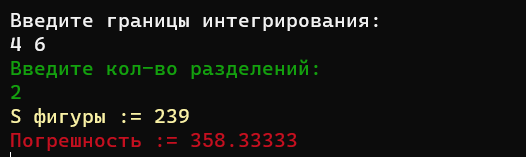 Введите границы интегрирования:
4 6
Введите кол-во разделений:
2
S фигуры := 239
Погрешность := 358.33333